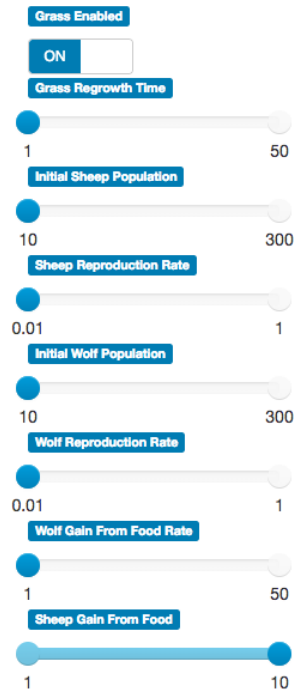 Grass Enabled
ON
Grass Regrowth Time
1 50
Initial Sheep Population
10 300
Sheep Reproduction Rate
0.01 1
Initial Wolf Population
10 300
Wolf Reproduction Rate
0.01 1
Wolf Gain From Food Rate
1 50
Sheep Gain From Food
1 10